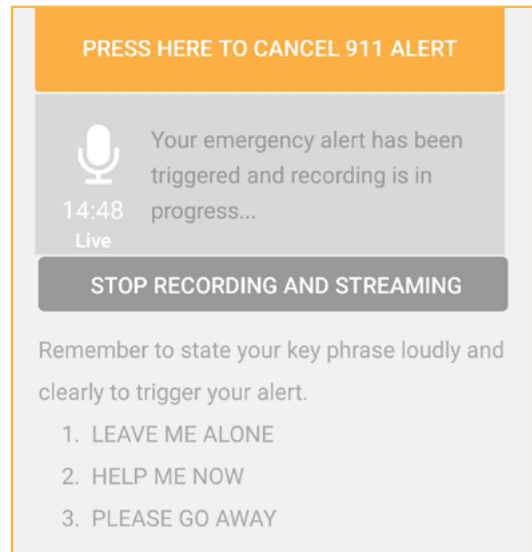 PRESS HERE TO CANCEL 911 ALERT
Your emergency alert has been
triggered and recording is in
progress...
14:48
Live
STOP RECORDING AND STREAMING
Remember to state your key phrase loudly and
clearly to trigger your alert.
1. LEAVE ME ALONE
2. HELP ME NOW
3. PLEASE GO AWAY